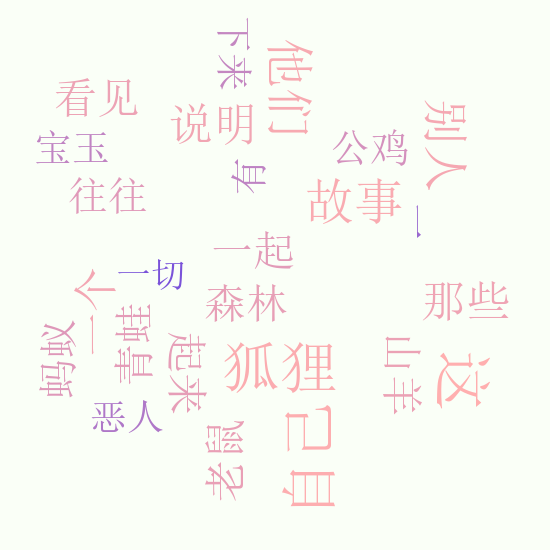 下来
他们
看见
说明
别人
宝玉
公鸡
有
往往
故事
一
一起
一切
一个
森林
那些
青蛙
蚂蚁
起来
狐狸
山羊
这
恶人
老鼠
自己